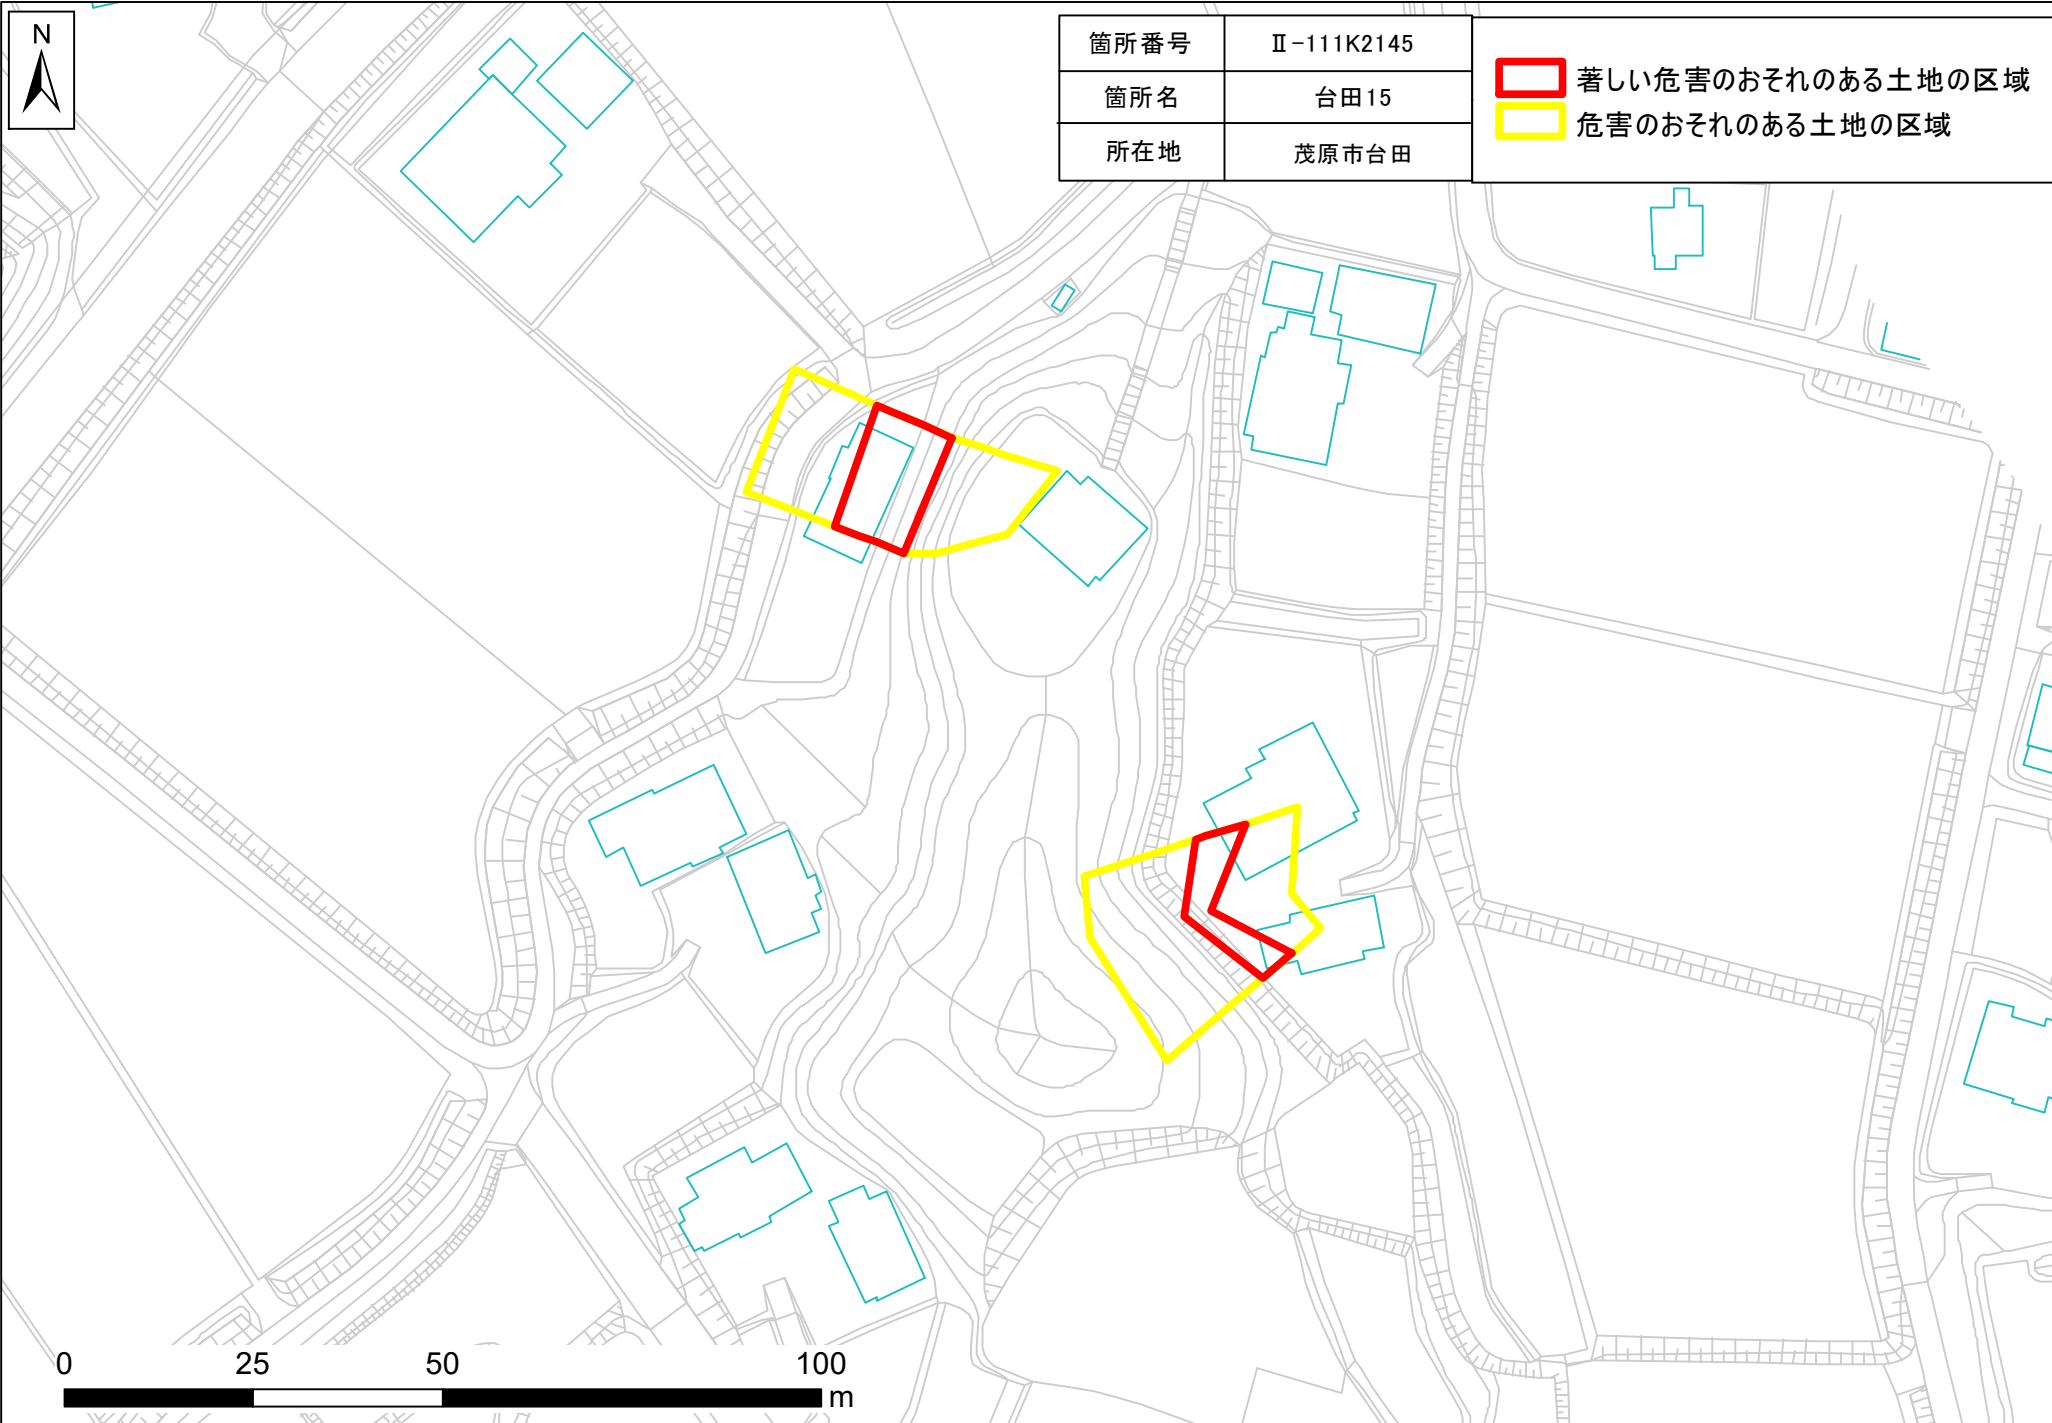 N
箇所番号 Ⅱ-111K2145
箇所名 台田15
所在地 茂原市台田
著しい危害のおそれのある土地の区域
危害のおそれのある土地の区域
0 25 50 100
m